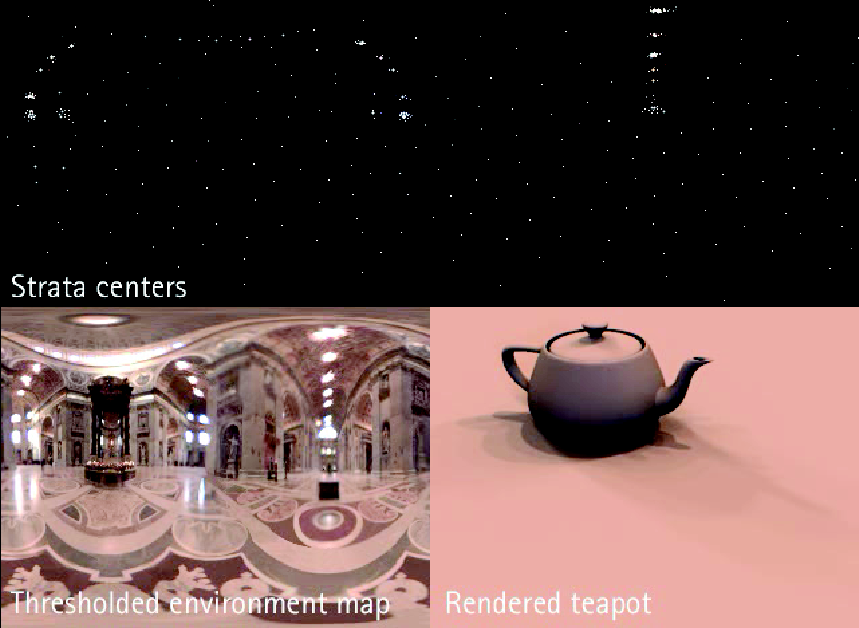 Strata centers
Thresholded environment map
Rendered teapot